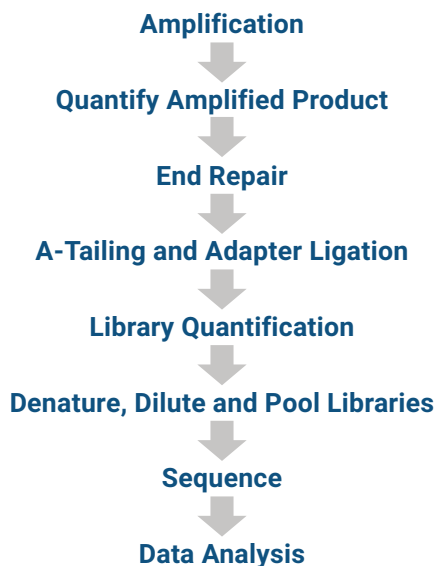 Amplification
Quantify Amplified Product
End Repair
A-Tailing and Adapter Ligation
Library Quantification
Denature, Dilute and Pool Libraries
Sequence
Data Analysis